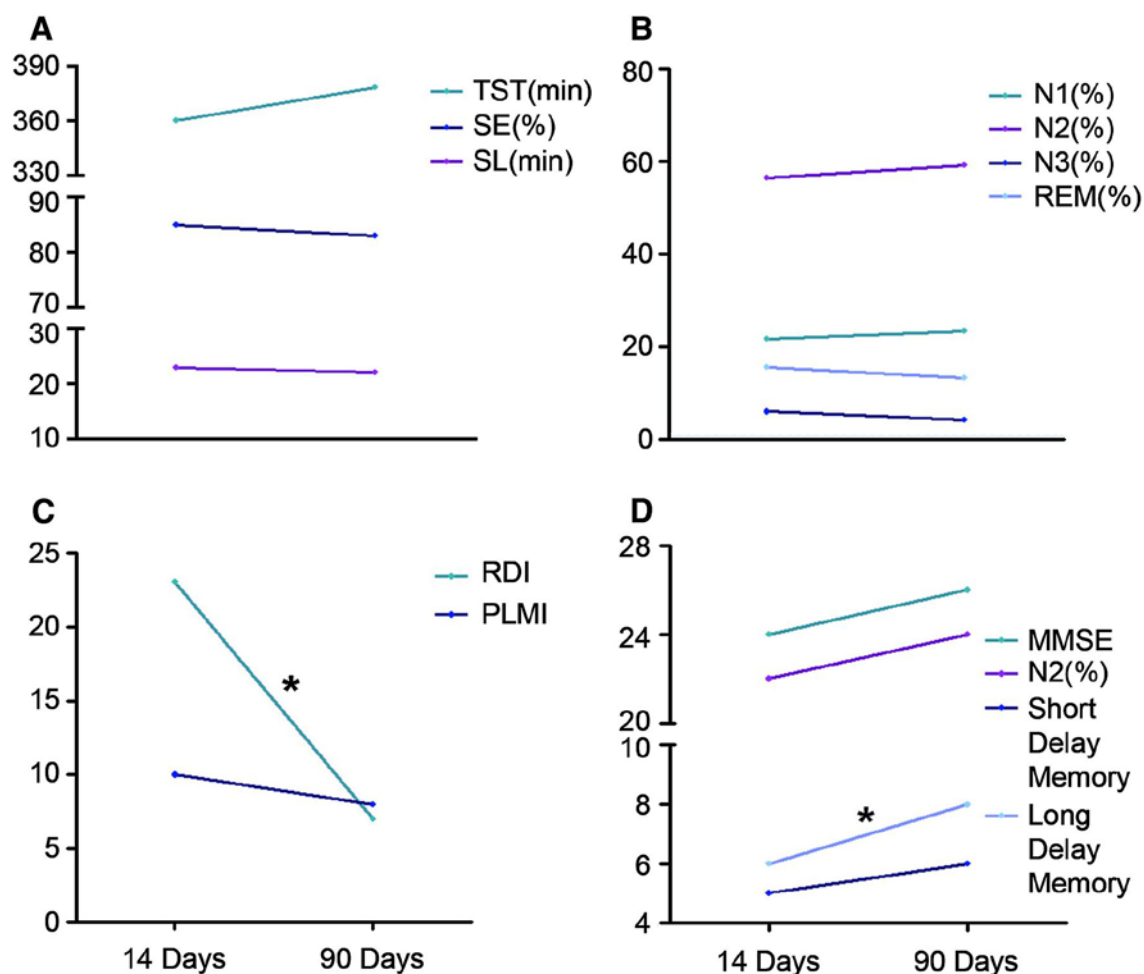 A
390
360
330
90
80
70
30
20
10
TST(min)
SE(%)
SL(min)
B
80
60
40
20
0
N1(%)
N2(%)
N3(%)
REM(%)
C
25
20
15
10
5
0
RDI
PLMI
*
14 Days
90 Days
D
28
24
20
10
8
6
4
MMSE
N2(%)
Short
Delay
Memory
Long
Delay
Memory
*
14 Days
90 Days